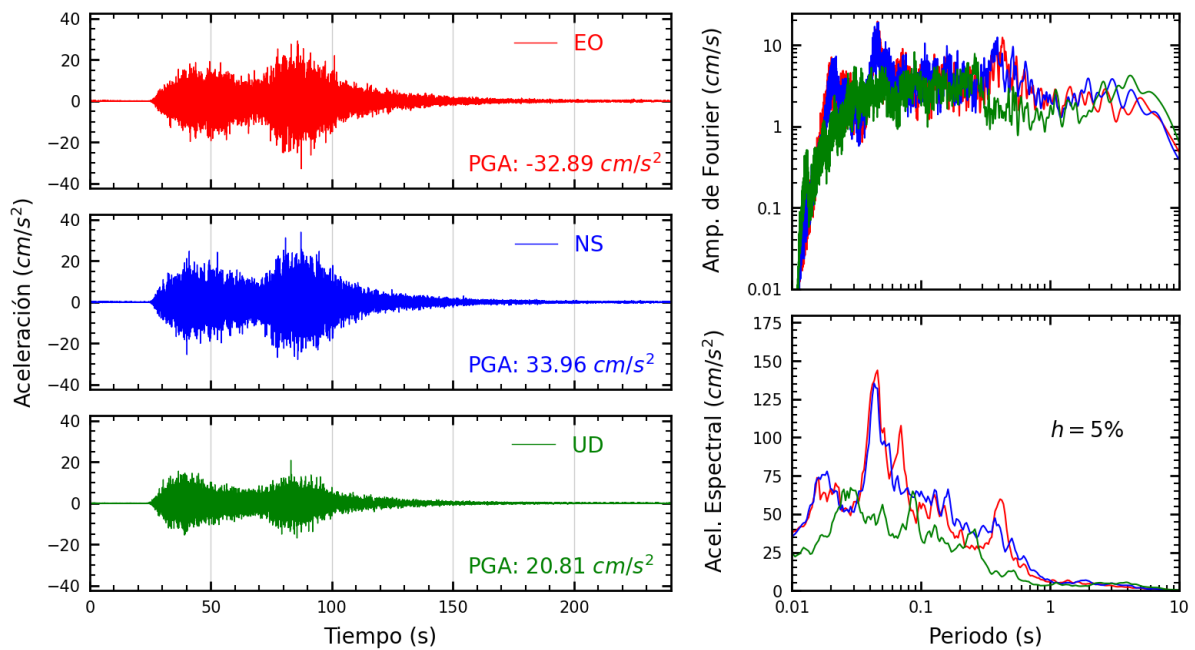 Aceleración (cm/s²)
40
20
0
−20
−40
EO
PGA: -32.89 cm/s²
40
20
0
−20
−40
NS
PGA: 33.96 cm/s²
40
20
0
−20
−40
UD
PGA: 20.81 cm/s²
0 50 100 150 200
Tiempo (s)
Amp. de Fourier (cm/s)
10
1
0.1
0.01
Acel. Espectral (cm/s²)
175
150
125
100
75
50
25
0
h = 5%
0.01 0.1 1 10
Periodo (s)